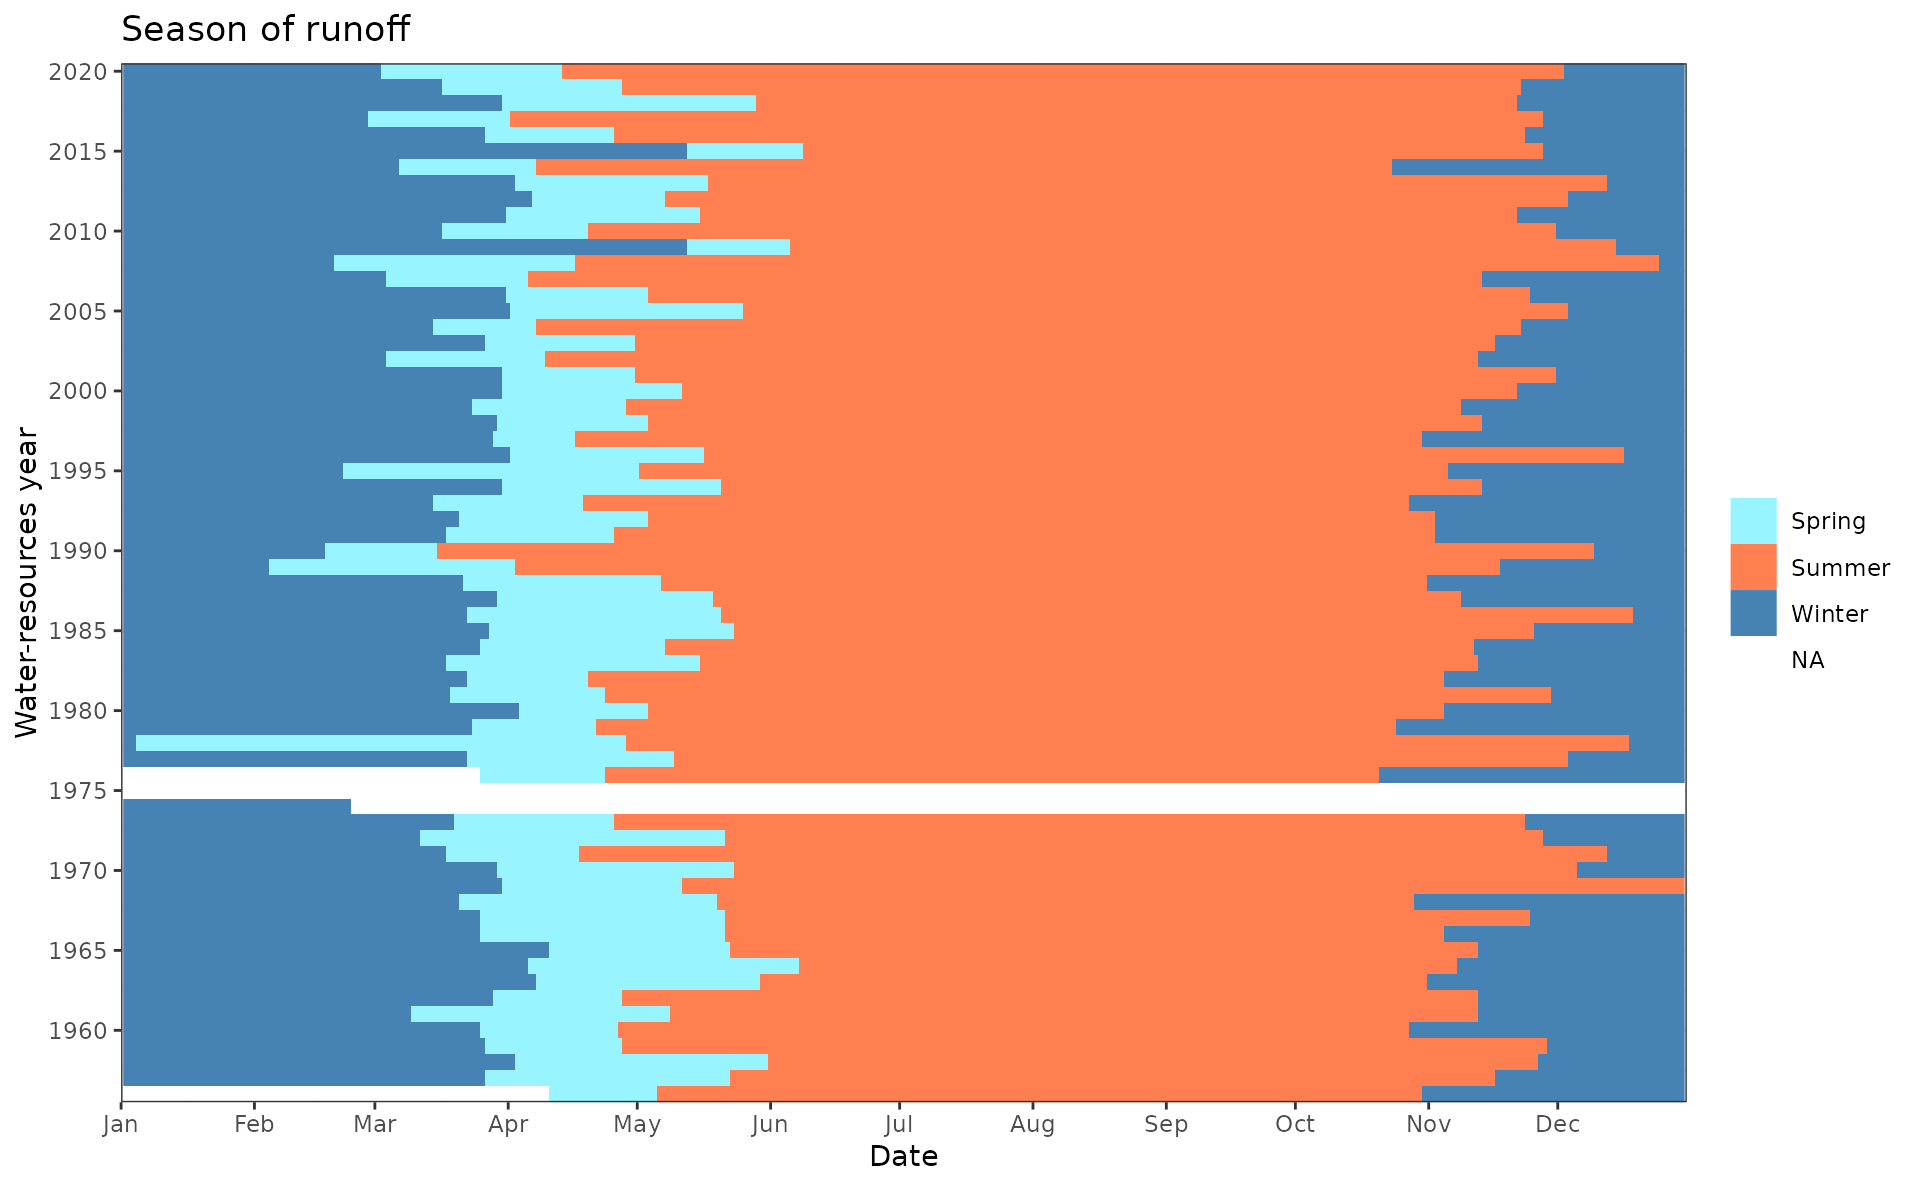 Season of runoff
Water-resources year
2020
2015
2010
2005
2000
1995
1990
1985
1980
1975
1970
1965
1960
Jan Feb Mar Apr May Jun Jul Aug Sep Oct Nov Dec
Date
Spring
Summer
Winter
NA